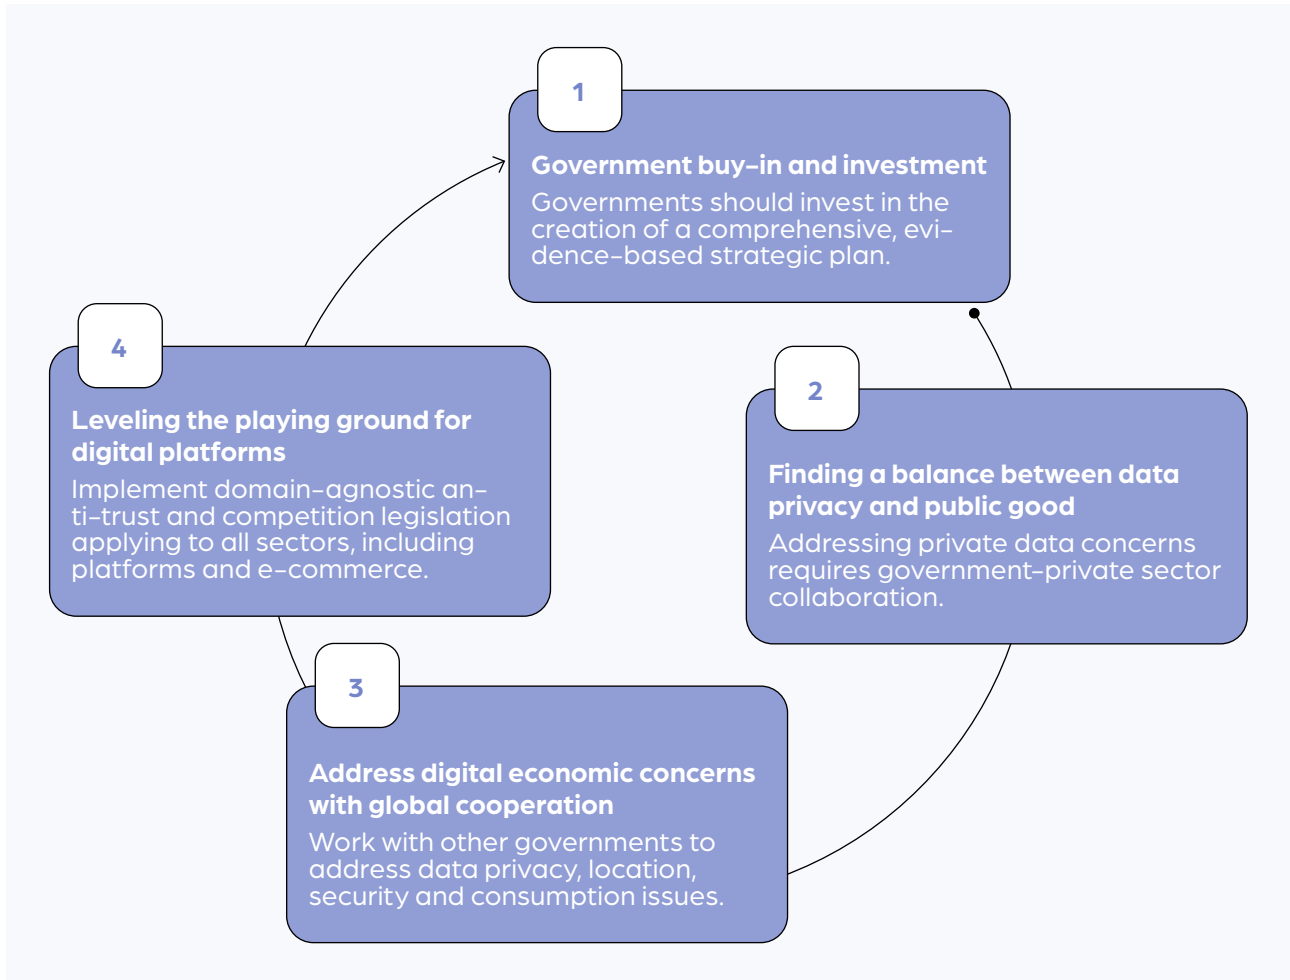 1
Government buy-in and investment
Governments should invest in the
creation of a comprehensive, evi-
dence-based strategic plan.
2
Finding a balance between data
privacy and public good
Addressing private data concerns
requires government-private sector
collaboration.
3
Address digital economic concerns
with global cooperation
Work with other governments to
address data privacy, location,
security and consumption issues.
4
Leveling the playing ground for
digital platforms
Implement domain-agnostic an-
ti-trust and competition legislation
applying to all sectors, including
platforms and e-commerce.